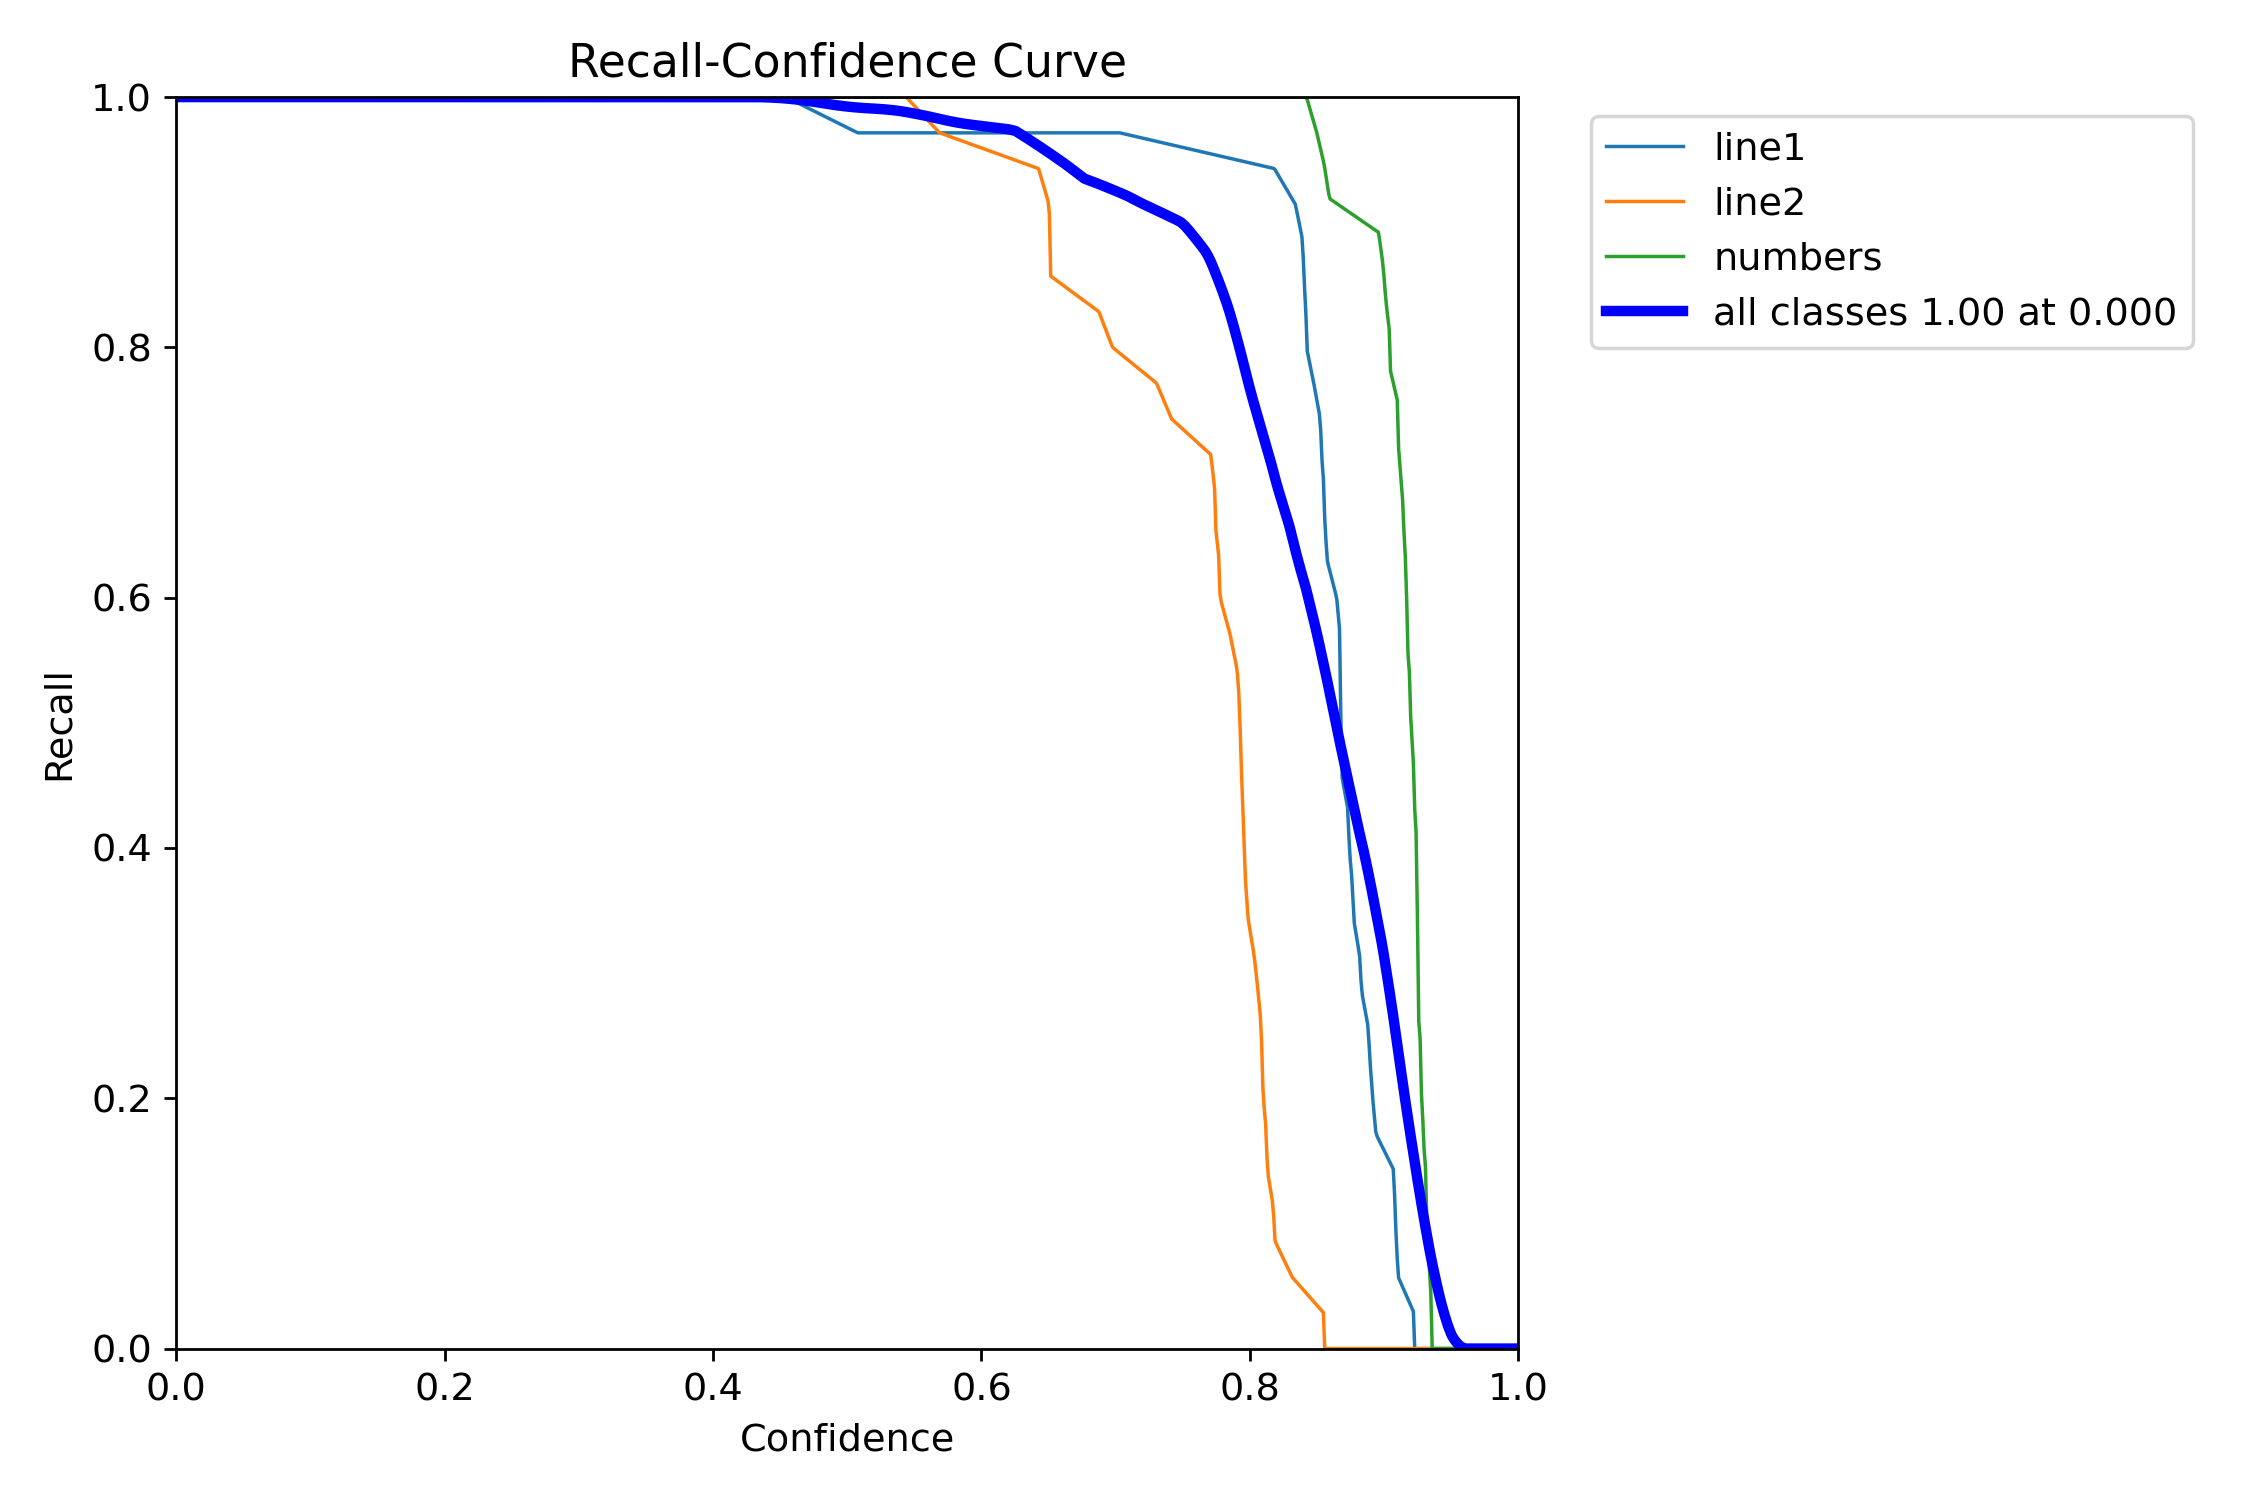 Recall-Confidence Curve
1.0
0.8
0.6
0.4
0.2
0.0
Recall
0.0 0.2 0.4 0.6 0.8 1.0
Confidence
line1
line2
numbers
all classes 1.00 at 0.000